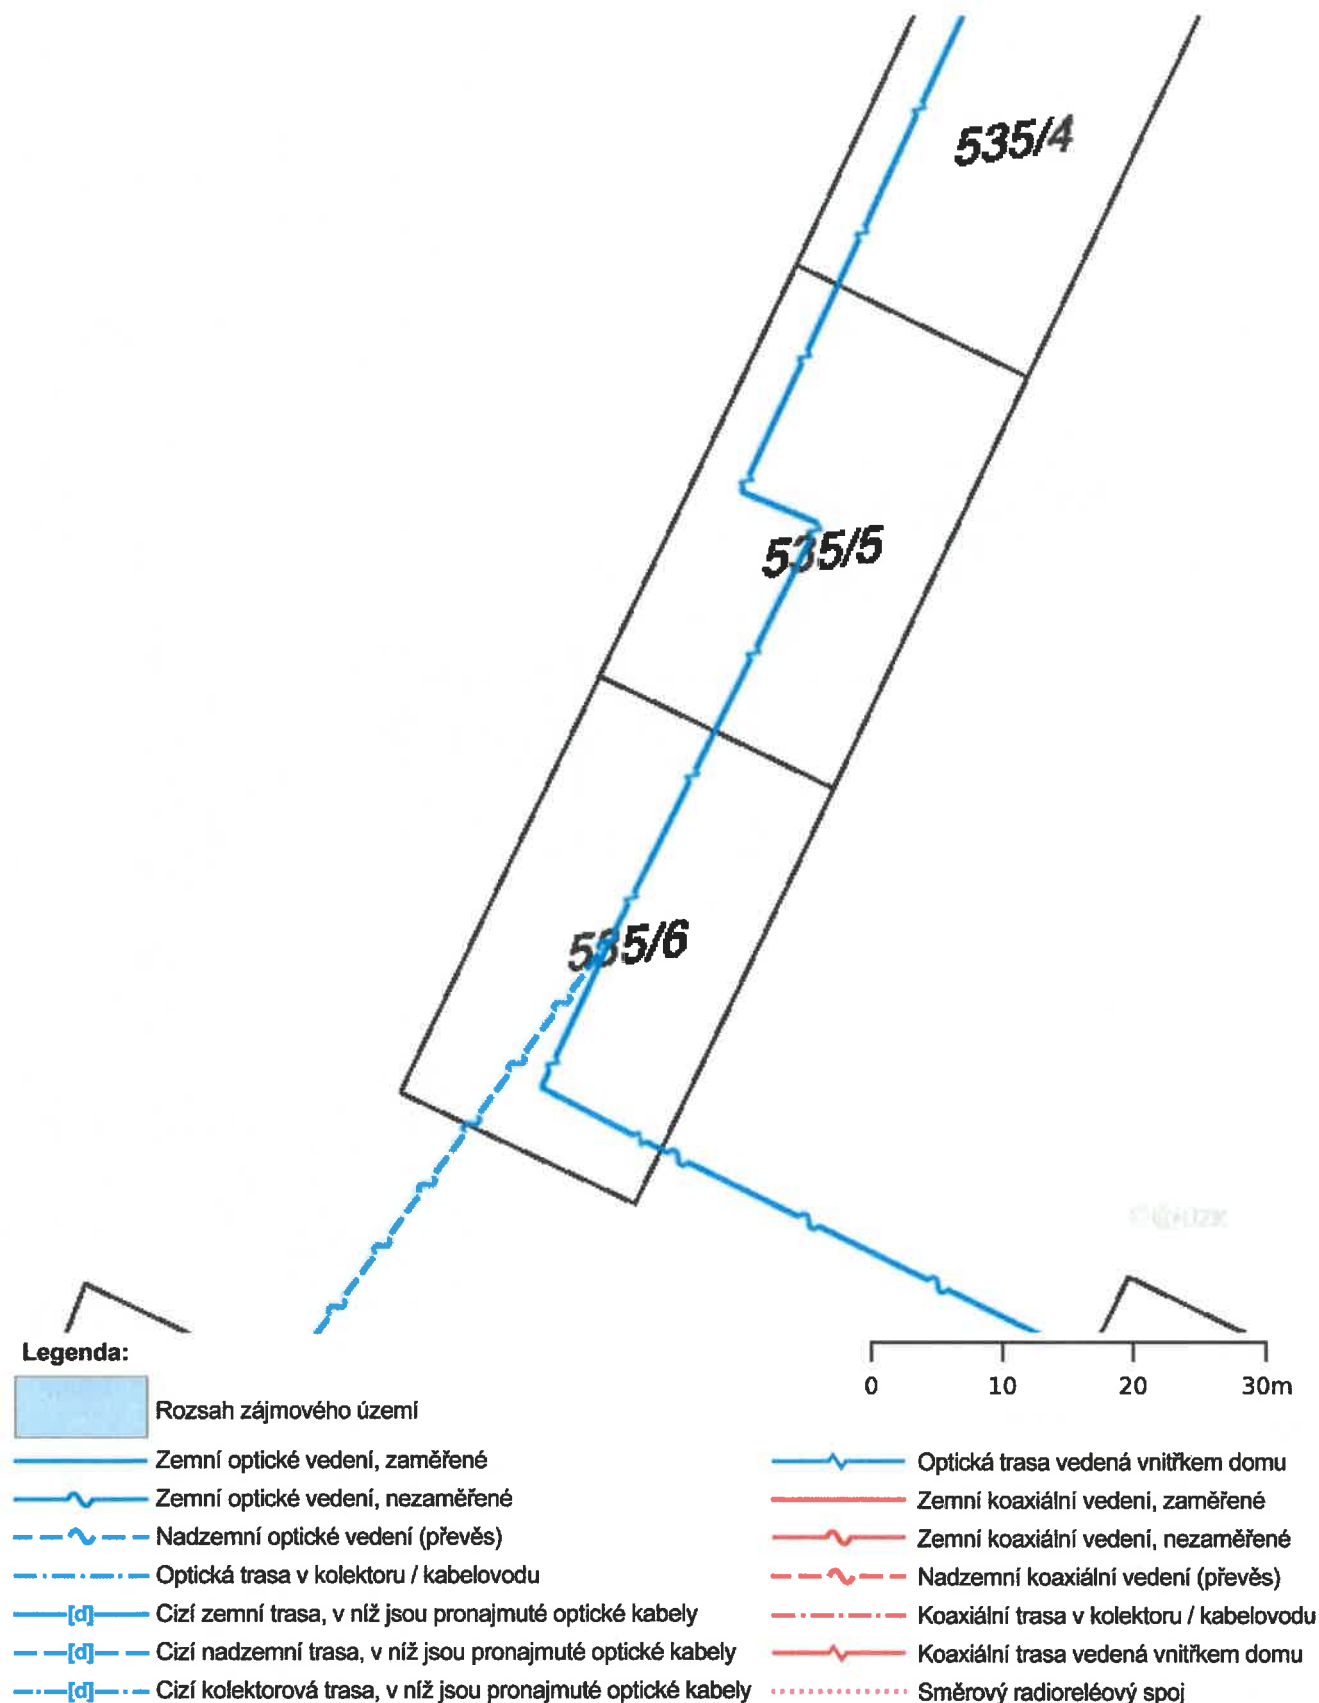 535/4
535/5
535/6
Legenda:
0 10 20 30m
Rozsah zájmového území
Zemní optické vedení, zaměřené
Zemní optické vedení, nezaměřené
Nadzemní optické vedení (převěs)
Optická trasa v kolektoru / kabelovodu
[d] Cizí zemní trasa, v níž jsou pronajmuté optické kabely
[d] Cizí nadzemní trasa, v níž jsou pronajmuté optické kabely
[d] Cizí kolektorová trasa, v níž jsou pronajmuté optické kabely
Optická trasa vedená vnitřkem domu
Zemní koaxiální vedení, zaměřené
Zemní koaxiální vedení, nezaměřené
Nadzemní koaxiální vedení (převěs)
Koaxiální trasa v kolektoru / kabelovodu
Koaxiální trasa vedená vnitřkem domu
Směrový radioreléový spoj